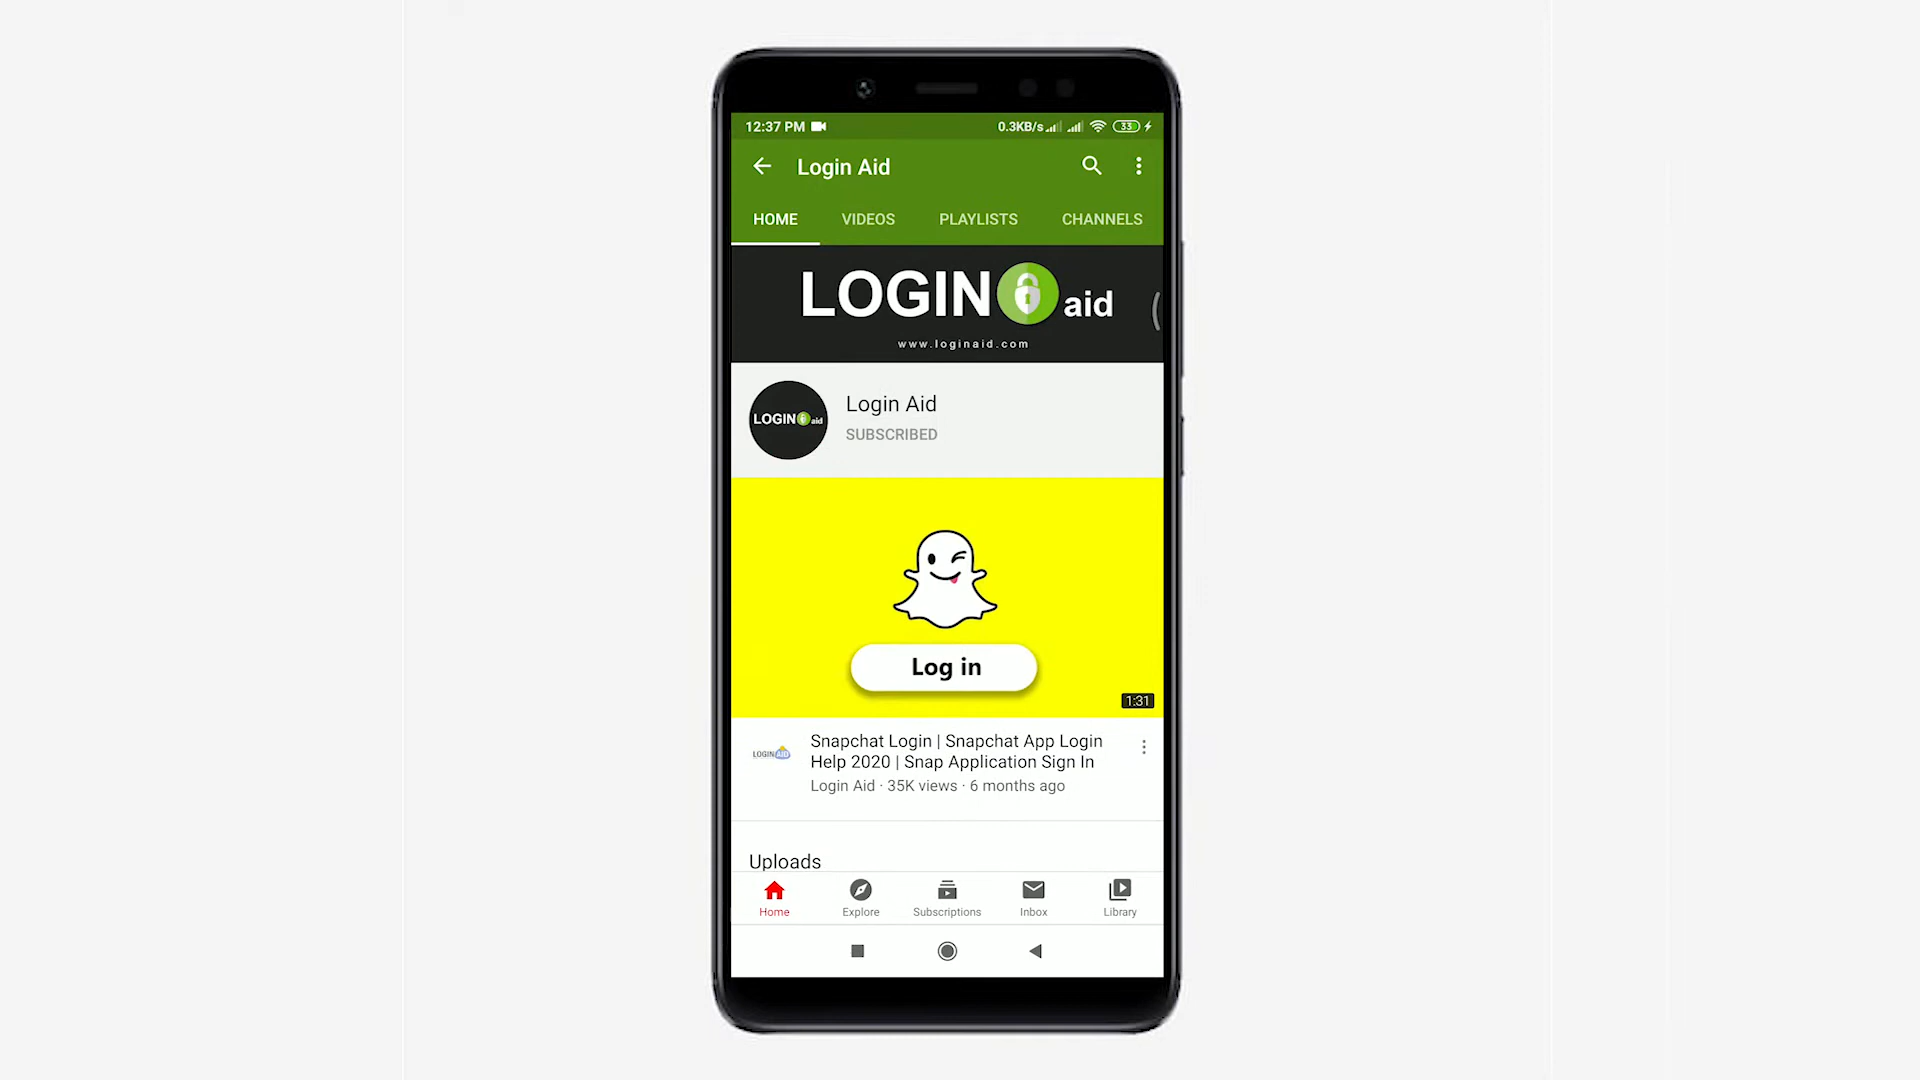 12:37 PM
0.3KB/s
33
Login Aid
HOME
VIDEOS
PLAYLISTS
CHANNELS
LOGIN aid
www.loginaid.com
LOGIN aid
Login Aid
SUBSCRIBED
Log in
1:31
LOGIN AID
Snapchat Login | Snapchat App Login
Help 2020 | Snap Application Sign In
Login Aid · 35K views · 6 months ago
Uploads
Home
Explore
Subscriptions
Inbox
Library